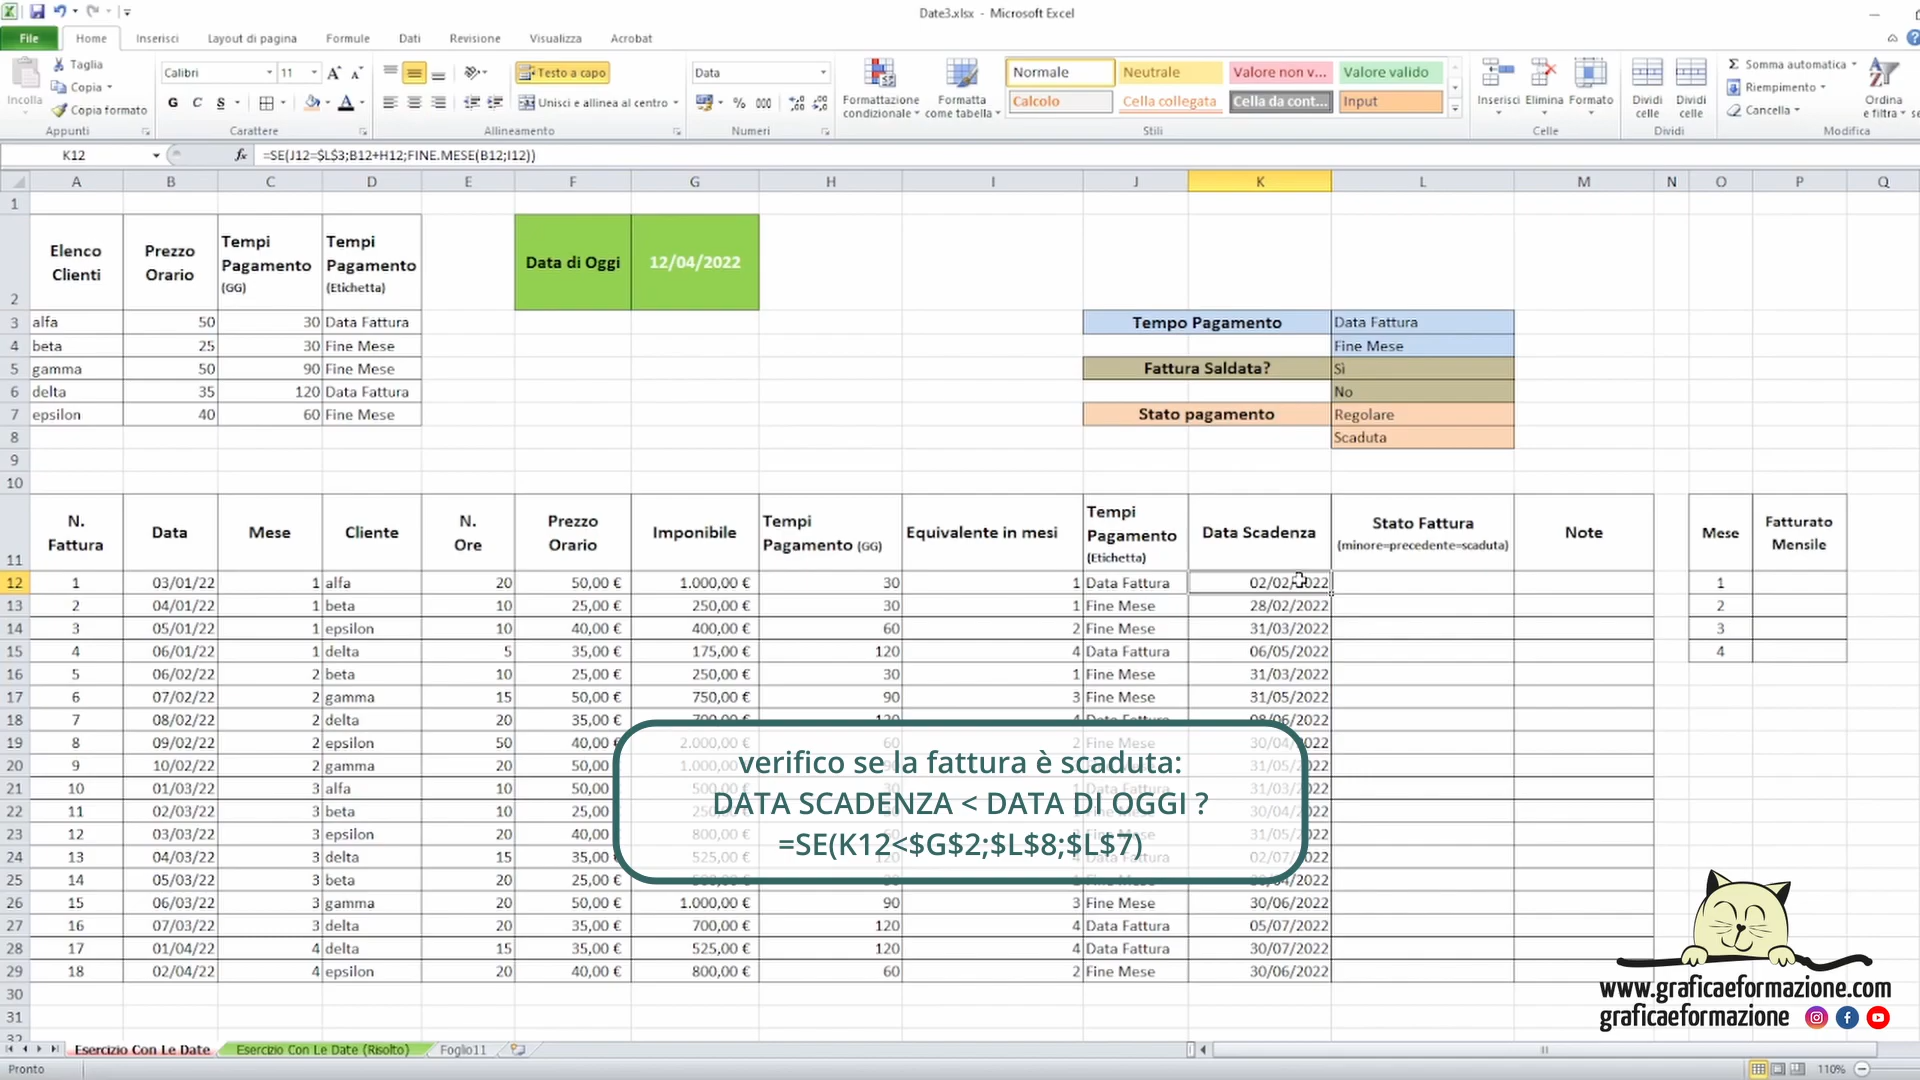 Date3.xlsx - Microsoft Excel
File Home Inserisci Layout di pagina Formule Dati Revisione Visualizza Acrobat
Incolla
Taglia
Copia
Copia formato
Appunti
Calibri 11
G C S
Carattere
Testo a capo
Unisci e allinea al centro
Allineamento
Data
% 000
Numeri
Formattazione condizionale
Formatta come tabella
Normale Neutrale Valore non v... Valore valido
Calcolo Cella collegata Cella da cont... Input
Stili
Inserisci Elimina Formato
Celle
Dividi celle Dividi celle
Dividi
Somma automatica
Riempimento
Cancella
Ordina e filtra
Modifica
K12 fx =SE(J12=$L$3;B12+H12;FINE.MESE(B12;I12))
A B C D E F G H I J K L M N O P Q
1
2 Elenco Clienti Prezzo Orario Tempi Pagamento (GG) Tempi Pagamento (Etichetta) Data di Oggi 12/04/2022
3 alfa 50 30 Data Fattura Tempo Pagamento Data Fattura
4 beta 25 30 Fine Mese Fine Mese
5 gamma 50 90 Fine Mese Fattura Saldata? Sì
6 delta 35 120 Data Fattura No
7 epsilon 40 60 Fine Mese Stato pagamento Regolare
8 Scaduta
9
10
11 N. Fattura Data Mese Cliente N. Ore Prezzo Orario Imponibile Tempi Pagamento (GG) Equivalente in mesi Tempi Pagamento (Etichetta) Data Scadenza Stato Fattura (minore=precedente=scaduta) Note Mese Fatturato Mensile
12 1 03/01/22 1 alfa 20 50,00 € 1.000,00 € 30 1 Data Fattura 02/02/2022 1
13 2 04/01/22 1 beta 10 25,00 € 250,00 € 30 1 Fine Mese 28/02/2022 2
14 3 05/01/22 1 epsilon 10 40,00 € 400,00 € 60 2 Fine Mese 31/03/2022 3
15 4 06/01/22 1 delta 5 35,00 € 175,00 € 120 4 Data Fattura 06/05/2022 4
16 5 06/02/22 2 beta 10 25,00 € 250,00 € 30 1 Fine Mese 31/03/2022
17 6 07/02/22 2 gamma 15 50,00 € 750,00 € 90 3 Fine Mese 31/05/2022
18 7 08/02/22 2 delta 20 35,00 € 700,00 € 120 4 Data Fattura 08/06/2022
19 8 09/02/22 2 epsilon 50 40,00 2.000,00 € 60 2 Fine Mese 30/04/2022
20 9 10/02/22 2 gamma 20 50,00 31/05/2022
21 10 01/03/22 3 alfa 10 50,00 31/03/2022
22 11 02/03/22 3 beta 10 25,00 30/04/2022
23 12 03/03/22 3 epsilon 20 40,00 800,00 € 31/05/2022
24 13 04/03/22 3 delta 15 35,00 525,00 € 120 02/07/2022
25 14 05/03/22 3 beta 20 25,00 €
26 15 06/03/22 3 gamma 20 50,00 € 1.000,00 € 90 3 Fine Mese 30/06/2022
27 16 07/03/22 3 delta 20 35,00 € 700,00 € 120 4 Data Fattura 05/07/2022
28 17 01/04/22 4 delta 15 35,00 € 525,00 € 120 4 Data Fattura 30/07/2022
29 18 02/04/22 4 epsilon 20 40,00 € 800,00 € 60 2 Fine Mese 30/06/2022
30
31
32
verifico se la fattura è scaduta:
DATA SCADENZA < DATA DI OGGI ?
=SE(K12<$G$2;$L$8;$L$7)
www.graficaeformazione.com
graficaeformazione
Esercizio Con Le Date Esercizio Con Le Date (Risolto) Foglio11
Pronto 110%